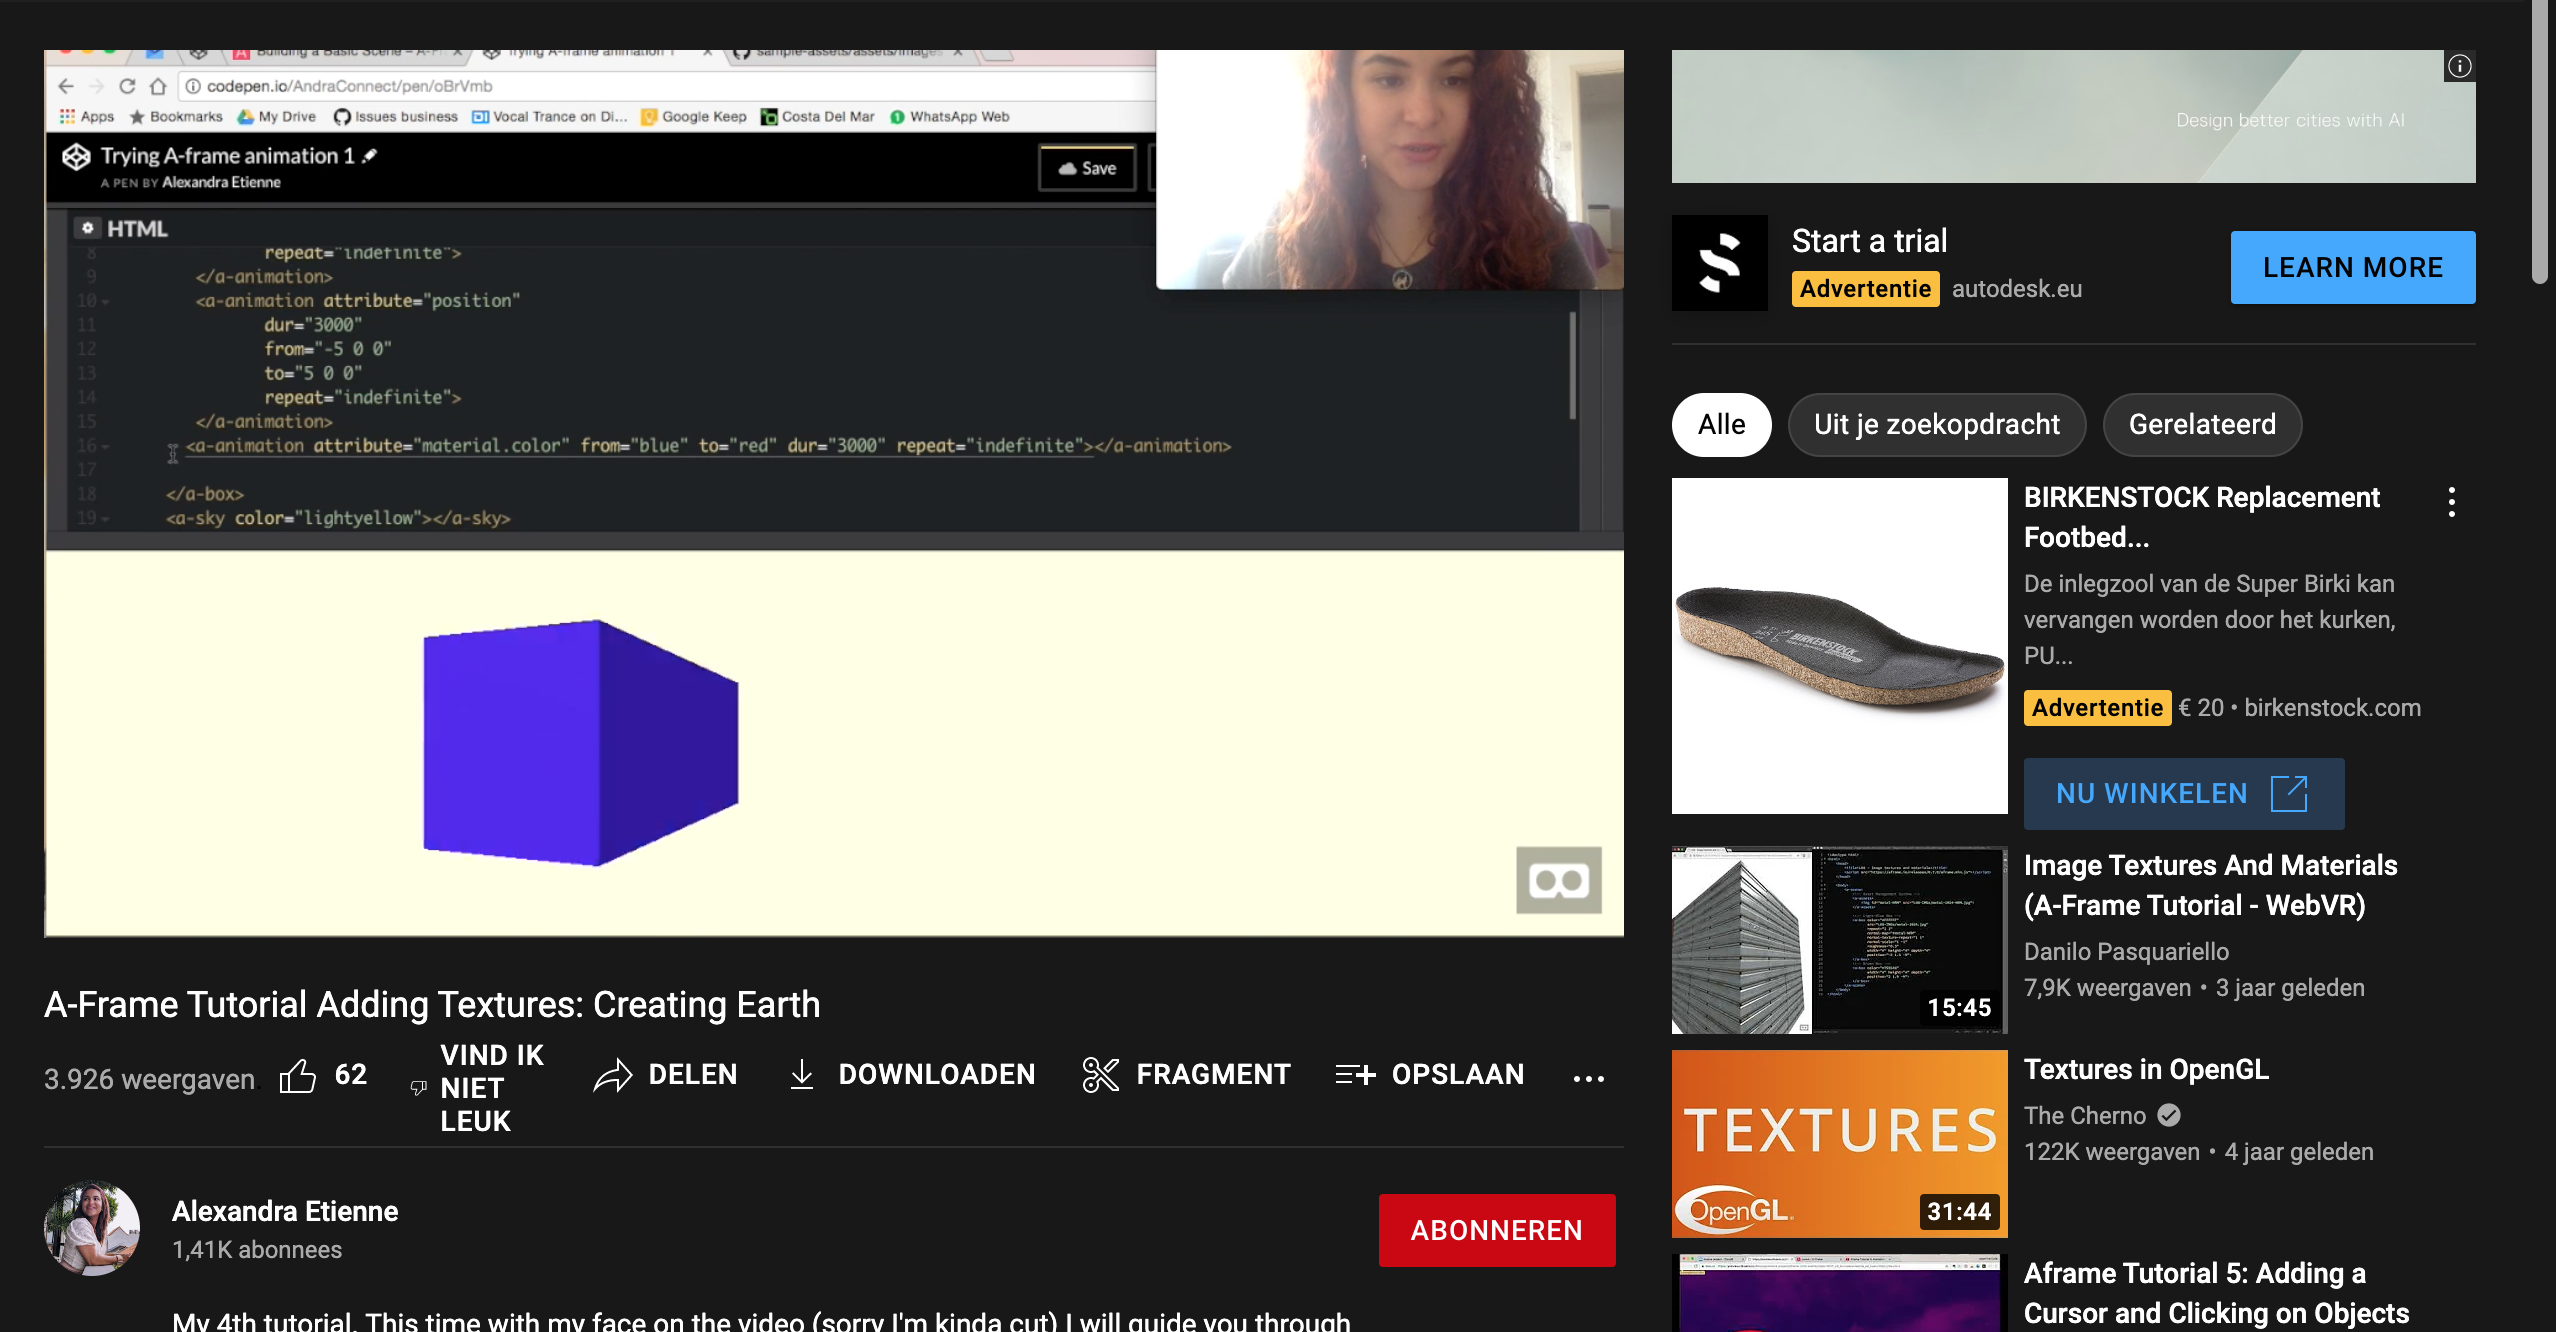 Building a Basic Scene – A-Fr
Trying A-frame animation 1
sample-assets/assets/images
codepen.io/AndraConnect/pen/oBrVmb
Apps Bookmarks My Drive Issues business Vocal Trance on Di... Google Keep Costa Del Mar WhatsApp Web
Trying A-frame animation 1
A PEN BY Alexandra Etienne
Save
HTML
8 repeat="indefinite">
9 </a-animation>
10 <a-animation attribute="position"
11 dur="3000"
12 from="-5 0 0"
13 to="5 0 0"
14 repeat="indefinite">
15 </a-animation>
16 <a-animation attribute="material.color" from="blue" to="red" dur="3000" repeat="indefinite"></a-animation>
17
18 </a-box>
19 <a-sky color="lightyellow"></a-sky>
A-Frame Tutorial Adding Textures: Creating Earth
3.926 weergaven
62
VIND IK
NIET
LEUK
DELEN
DOWNLOADEN
FRAGMENT
OPSLAAN
Alexandra Etienne
1,41K abonnees
ABONNEREN
My 4th tutorial. This time with my face on the video (sorry I'm kinda cut) I will guide you through
Design better cities with AI
Start a trial
Advertentie autodesk.eu
LEARN MORE
Alle
Uit je zoekopdracht
Gerelateerd
BIRKENSTOCK
BIRKENSTOCK Replacement
Footbed...
De inlegzool van de Super Birki kan
vervangen worden door het kurken,
PU...
Advertentie € 20 • birkenstock.com
NU WINKELEN
15:45
Image Textures And Materials
(A-Frame Tutorial - WebVR)
Danilo Pasquariello
7,9K weergaven • 3 jaar geleden
TEXTURES
OpenGL
31:44
Textures in OpenGL
The Cherno
122K weergaven • 4 jaar geleden
Aframe Tutorial 5: Adding a
Cursor and Clicking on Objects